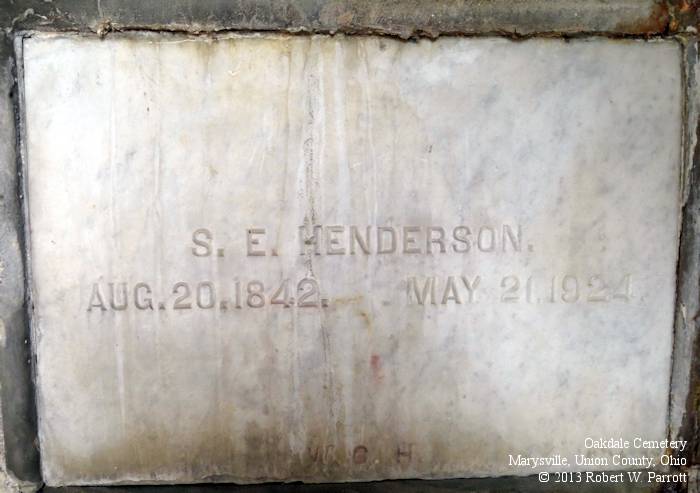 S. E. HENDERSON.
AUG. 20. 1842. MAY 21. 1924.
Oakdale Cemetery
Marysville, Union County, Ohio
© 2013 Robert W. Parrott